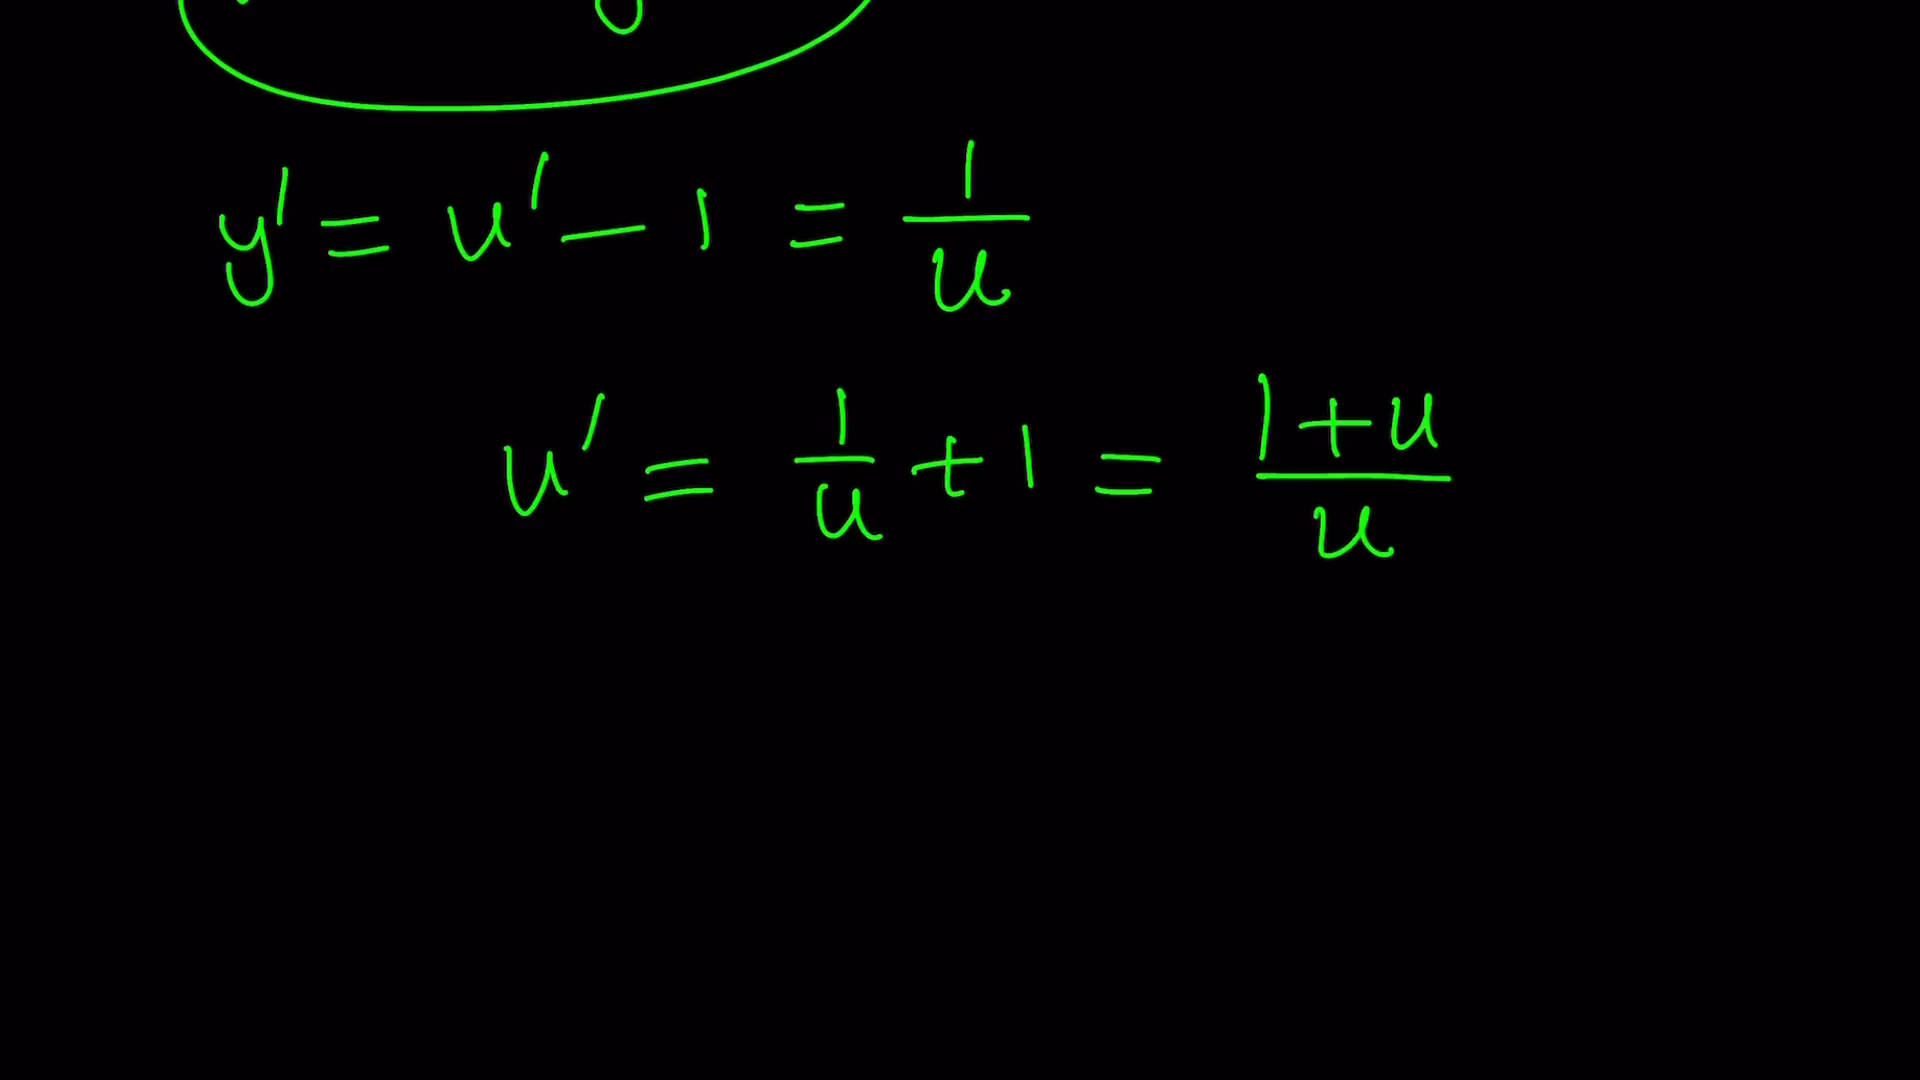 y' = u' - 1 = 1/u
u' = 1/u + 1 = (1+u)/u